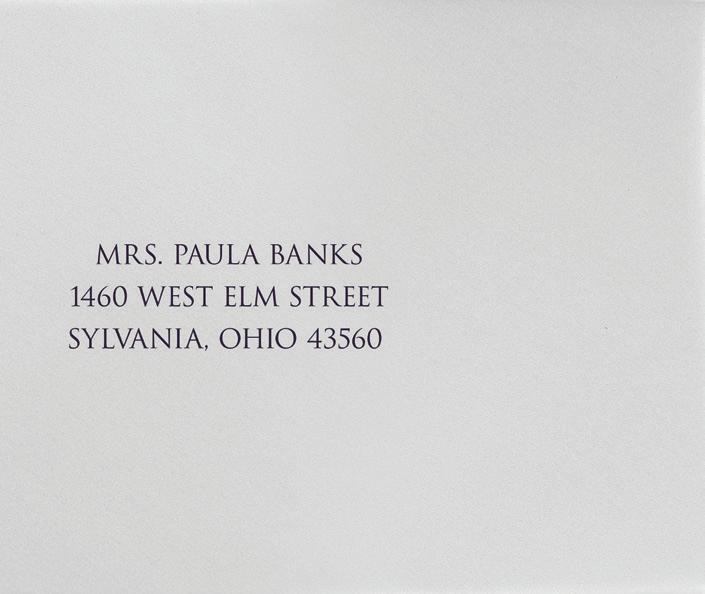 MRS. PAULA BANKS
1460 WEST ELM STREET
SYLVANIA, OHIO 43560